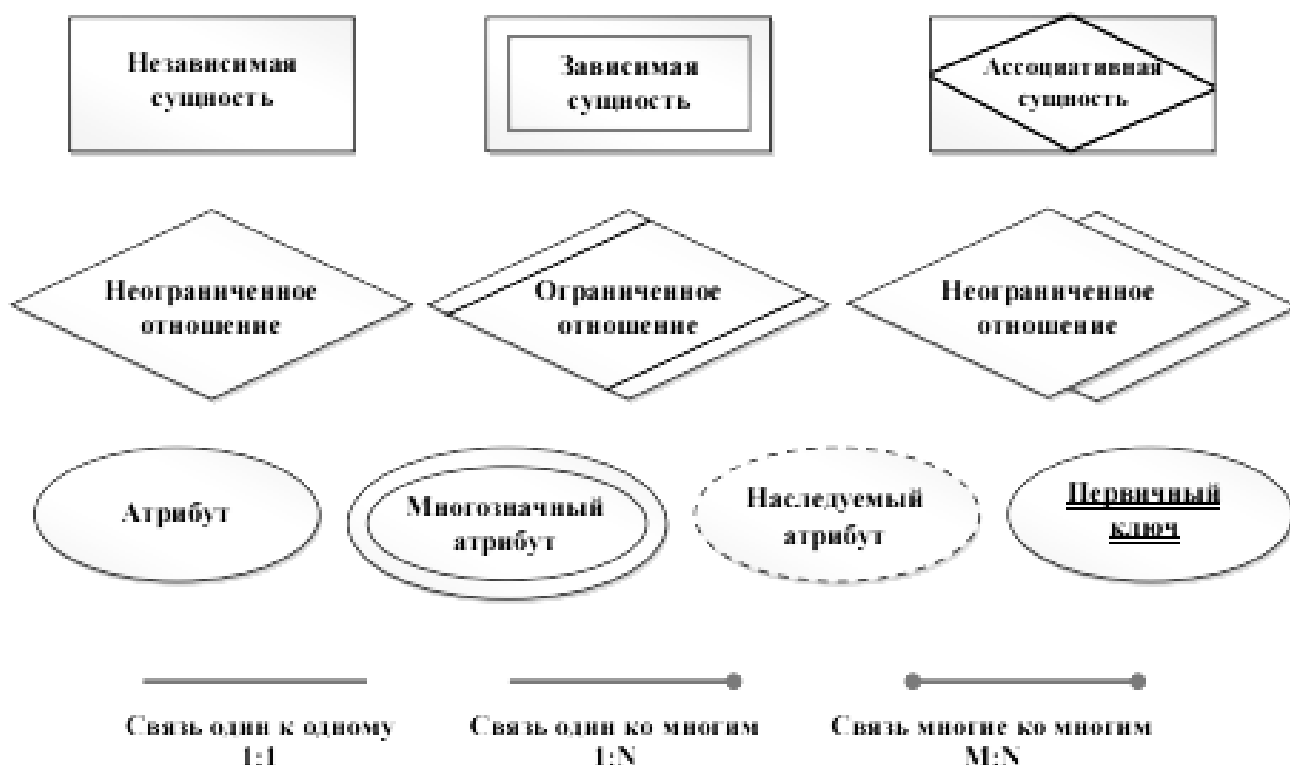 Независимая
сущность
Зависимая
сущность
Ассоциативная
сущность
Неограниченное
отношение
Ограниченное
отношение
Неограниченное
отношение
Атрибут
Многозначный
атрибут
Наследуемый
атрибут
Первичный
ключ
Связь один к одному
1:1
Связь один ко многим
1:N
Связь многие ко многим
M:N